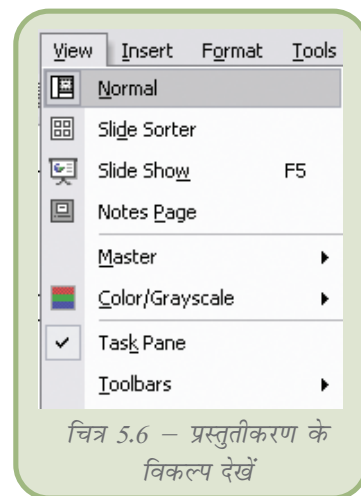 View Insert Format Tools
Normal
Slide Sorter
Slide Show F5
Notes Page
Master
Color/Grayscale
Task Pane
Toolbars
चित्र 5.6 – प्रस्तुतीकरण के
विकल्प देखें